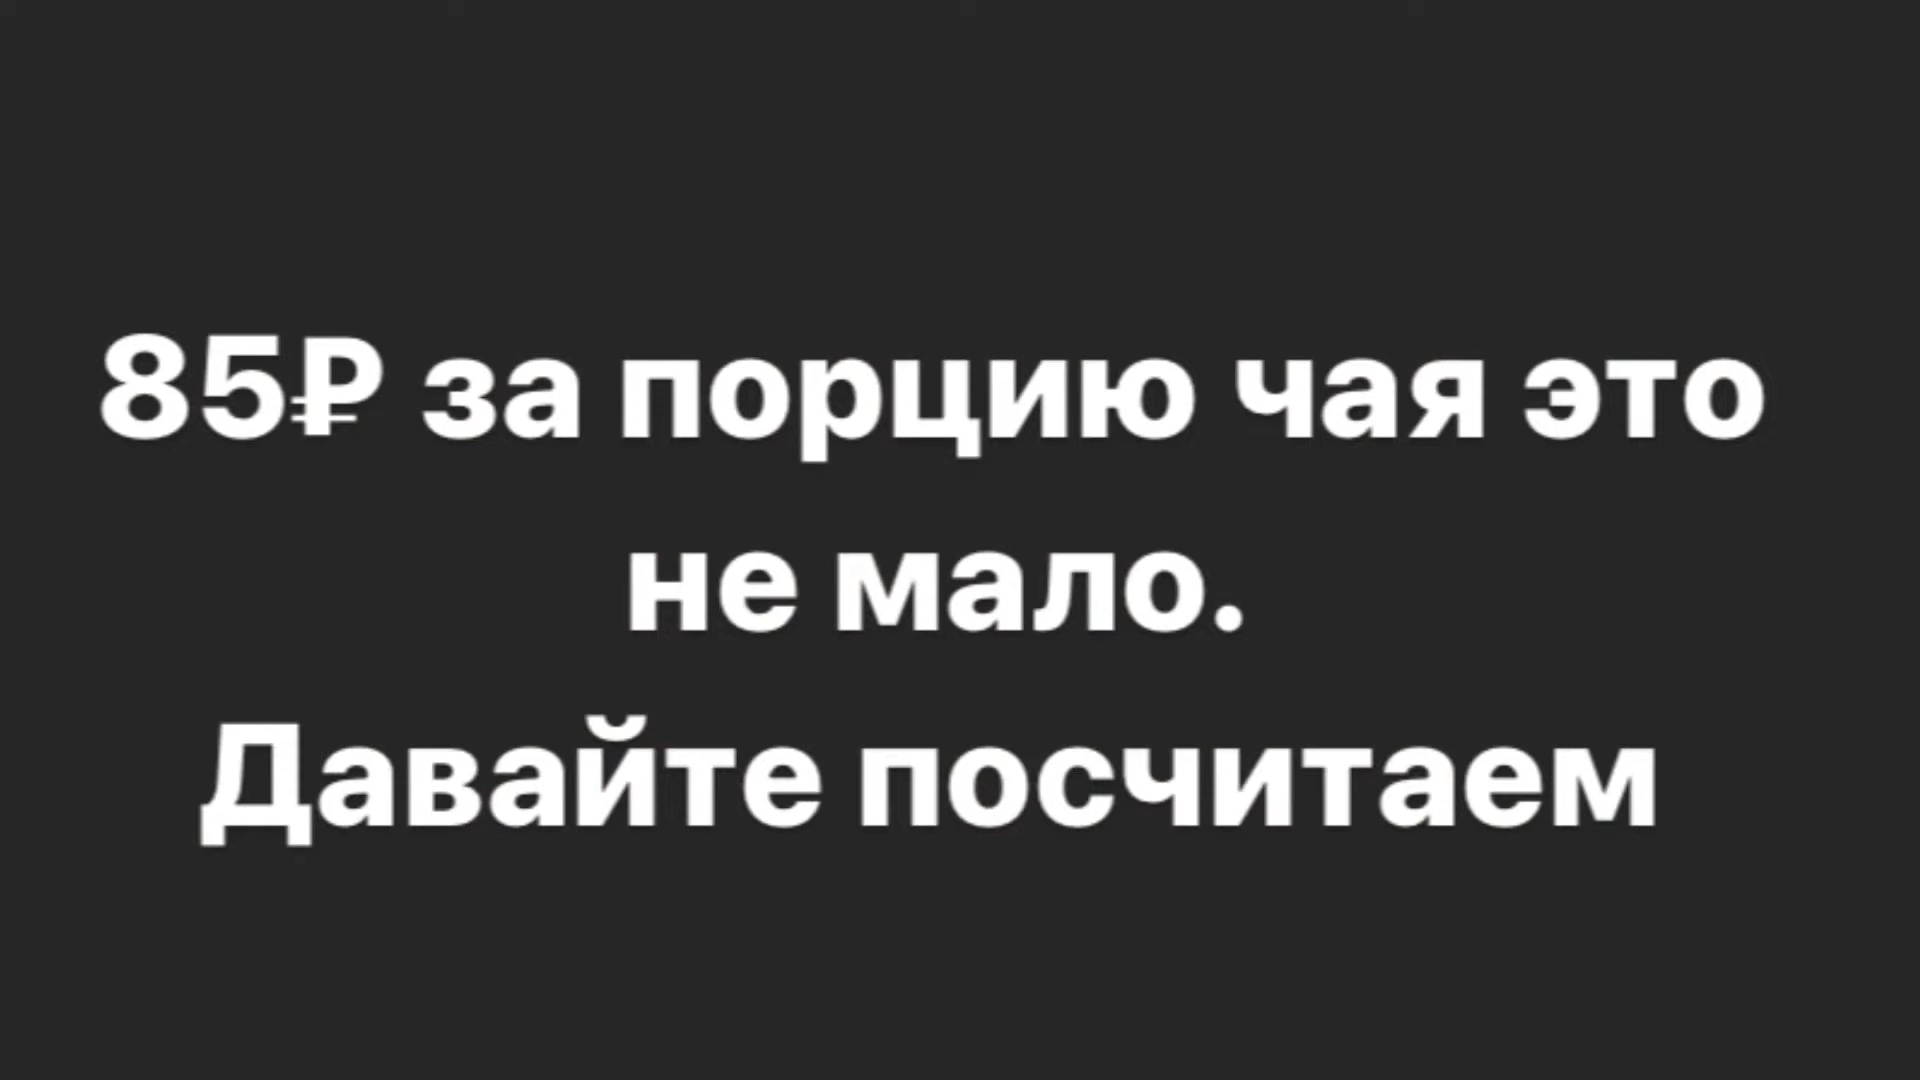 85₽ за порцию чая это
не мало.
Давайте посчитаем